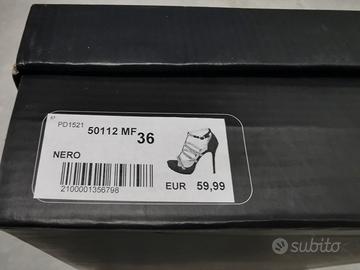 PD1521 50112 MF 36
NERO
2100001356798
EUR 59,99
subito